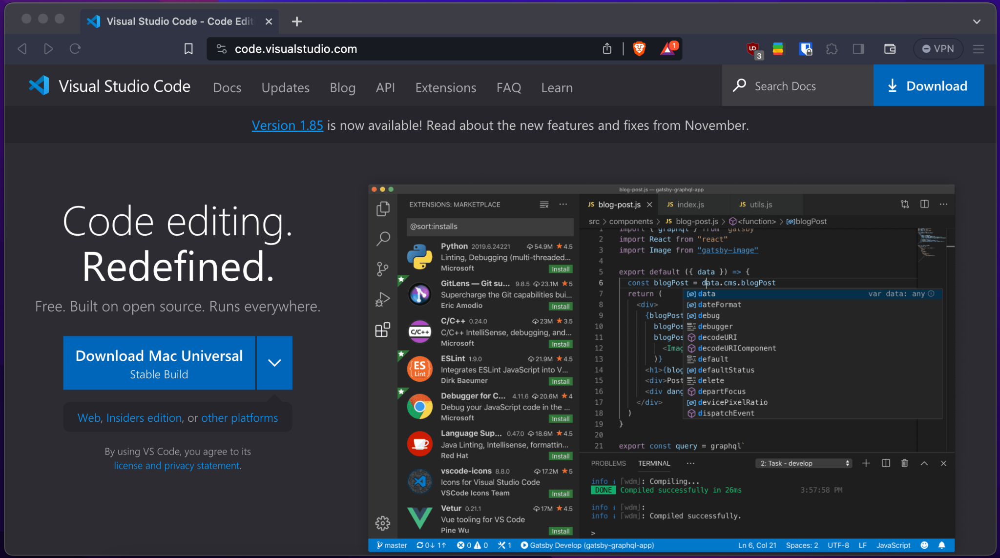 Visual Studio Code - Code Edit
code.visualstudio.com
1
3
VPN
Visual Studio Code
Docs
Updates
Blog
API
Extensions
FAQ
Learn
Search Docs
Download
Version 1.85 is now available! Read about the new features and fixes from November.
Code editing.
Redefined.
Free. Built on open source. Runs everywhere.
Download Mac Universal
Stable Build
Web, Insiders edition, or other platforms
By using VS Code, you agree to its
license and privacy statement.
blog-post.js — gatsby-graphql-app
EXTENSIONS: MARKETPLACE
@sort:installs
Python 2019.6.24221 54.9M ★4.5
Linting, Debugging (multi-threaded...
Microsoft
Install
GitLens — Git su... 9.8.5 23.1M ★5
Supercharge the Git capabilities bui...
Eric Amodio
Install
C/C++
C/C++ 0.24.0 23M ★3.5
C/C++ IntelliSense, debugging, and...
Microsoft
Install
ES
Lint
ESLint 1.9.0 21.9M ★4.5
Integrates ESLint JavaScript into V...
Dirk Baeumer
Install
Debugger for C... 4.11.6 20.6M ★4
Debug your JavaScript code in the ...
Microsoft
Install
Language Sup... 0.47.0 18.6M ★4.5
Java Linting, Intellisense, formattin...
Red Hat
Install
vscode-icons 8.8.0 17.2M ★5
Icons for Visual Studio Code
VSCode Icons Team
Install
Vetur 0.21.1 17M ★4.5
Vue tooling for VS Code
Pine Wu
Install
JS blog-post.js
JS index.js
JS utils.js
src > components > JS blog-post.js > <function> > blogPost
1 import { graphql } from "gatsby"
2 import React from "react"
3 import Image from "gatsby-image"
4
5 export default ({ data }) => {
6 const blogPost = data.cms.blogPost
7 return (
8 <div>
9 {blogPost
10 blogPos
11 blogPos
12 <Imag
13 )}
14 <h1>{blog
15 <div>Post
16 <div dang
17 </div>
18 )
19 }
20
21 export const query = graphql`
data var data: any
dateFormat
debug
debugger
decodeURI
decodeURIComponent
default
defaultStatus
delete
departFocus
devicePixelRatio
dispatchEvent
PROBLEMS
TERMINAL
2: Task - develop
info i ｢wdm｣: Compiling...
DONE Compiled successfully in 26ms 3:57:58 PM
info i ｢wdm｣:
info i ｢wdm｣: Compiled successfully.
>
master 0↓ 1↑ 0 0 1 Gatsby Develop (gatsby-graphql-app) Ln 6, Col 21 Spaces: 2 UTF-8 LF JavaScript